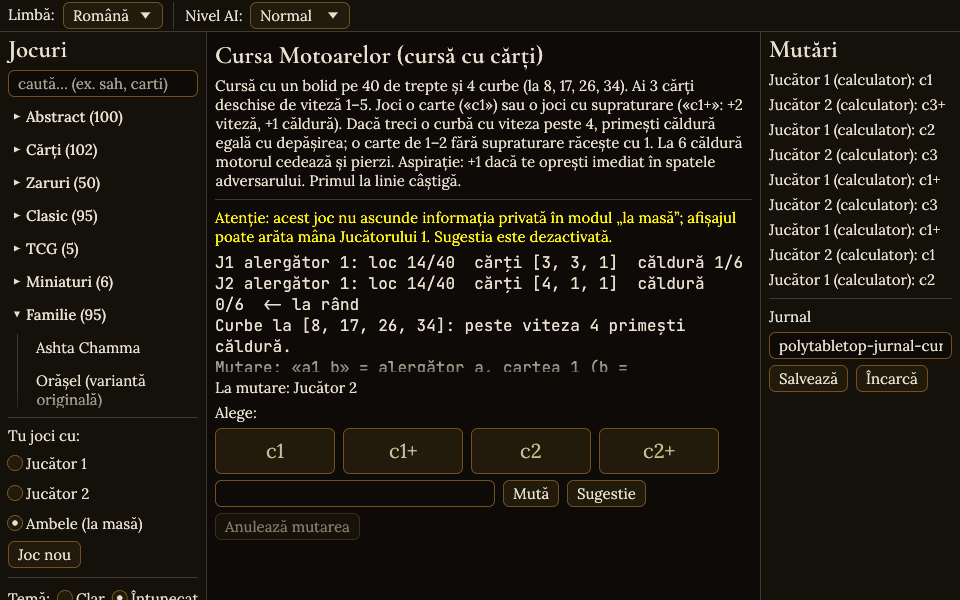 Limbă: Română Nivel AI: Normal
Jocuri
caută... (ex. sah, carti)
Abstract (100)
Cărți (102)
Zaruri (50)
Clasic (95)
TCG (5)
Miniaturi (6)
Familie (95)
Ashta Chamma
Orășel (variantă
originală)
Tu joci cu:
Jucător 1
Jucător 2
Ambele (la masă)
Joc nou
Temă: Clar Întunecat
Cursa Motoarelor (cursă cu cărți)
Cursă cu un bolid pe 40 de trepte și 4 curbe (la 8, 17, 26, 34). Ai 3 cărți
deschise de viteză 1–5. Joci o carte («c1») sau o joci cu supraturare («c1+»: +2
viteză, +1 căldură). Dacă treci o curbă cu viteza peste 4, primești căldură
egală cu depășirea; o carte de 1–2 fără supraturare răcește cu 1. La 6 căldură
motorul cedează și pierzi. Aspirație: +1 dacă te oprești imediat în spatele
adversarului. Primul la linie câștigă.
Atenție: acest joc nu ascunde informația privată în modul „la masă”; afișajul
poate arăta mâna Jucătorului 1. Sugestia este dezactivată.
J1 alergător 1: loc 14/40 cărți [3, 3, 1] căldură 1/6
J2 alergător 1: loc 14/40 cărți [4, 1, 1] căldură
0/6 ← la rând
Curbe la [8, 17, 26, 34]: peste viteza 4 primești
căldură.
Mutare: «a1 b» = alergător a, cartea 1 (b =
La mutare: Jucător 2
Alege:
c1 c1+ c2 c2+
Mută Sugestie
Anulează mutarea
Mutări
Jucător 1 (calculator): c1
Jucător 2 (calculator): c3+
Jucător 1 (calculator): c2
Jucător 2 (calculator): c3
Jucător 1 (calculator): c1+
Jucător 2 (calculator): c3
Jucător 1 (calculator): c1+
Jucător 2 (calculator): c1
Jucător 1 (calculator): c2
Jurnal
polytabletop-jurnal-cur
Salvează Încarcă